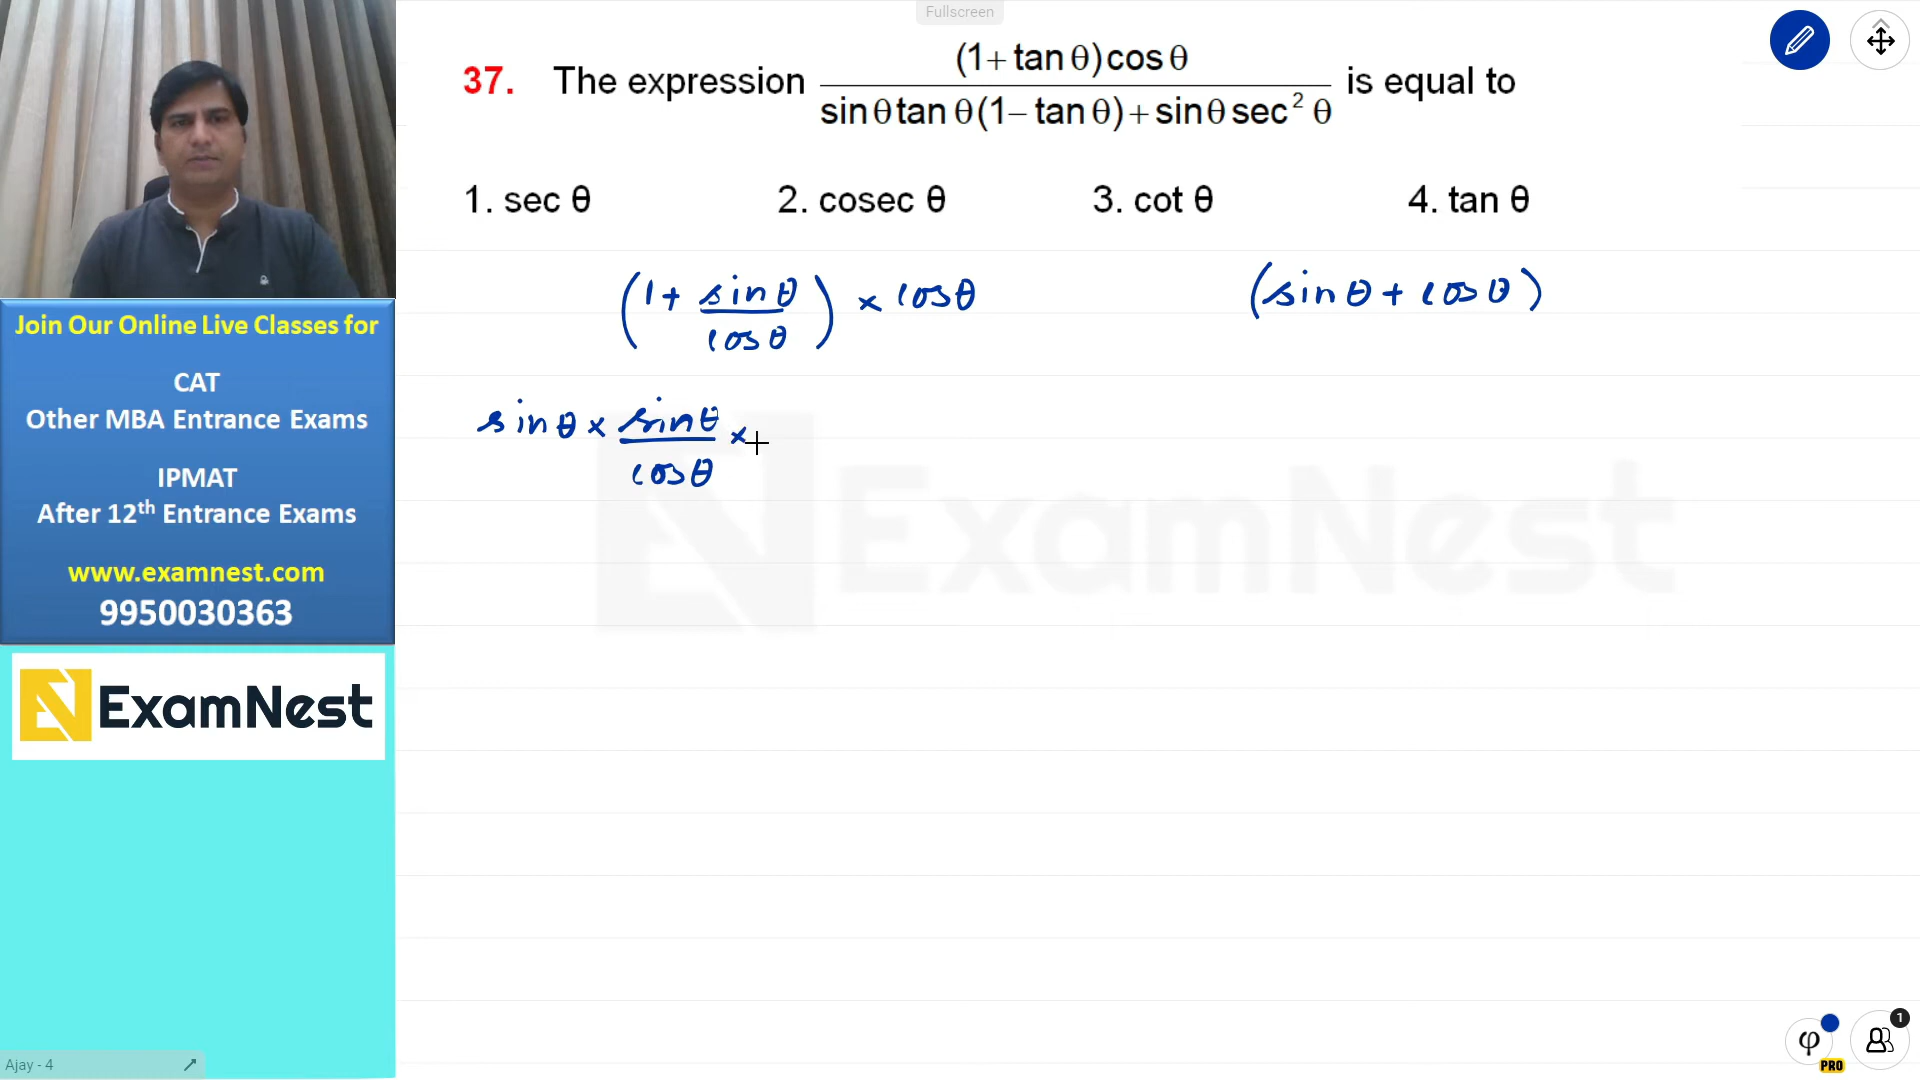 Fullscreen
37. The expression (1+ tan θ)cos θ / sin θ tan θ(1− tan θ)+ sin θ sec² θ is equal to
1. sec θ 2. cosec θ 3. cot θ 4. tan θ
(1 + sin θ / cos θ) × cos θ (sin θ + cos θ)
sin θ × sin θ / cos θ ×
Join Our Online Live Classes for
CAT
Other MBA Entrance Exams
IPMAT
After 12th Entrance Exams
www.examnest.com
9950030363
ExamNest
ExamNest
Ajay - 4
φ
PRO
1